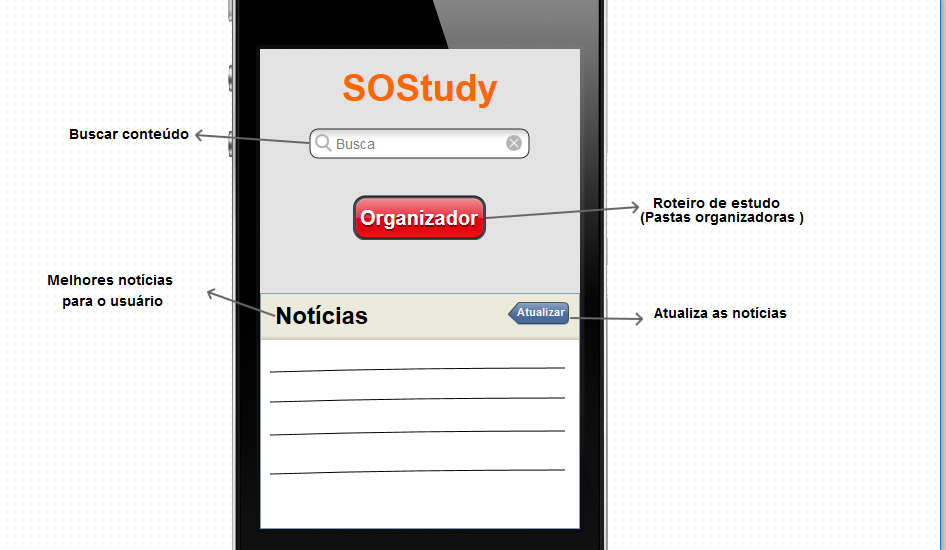 SOStudy
Buscar conteúdo
Busca
Organizador
Roteiro de estudo
(Pastas organizadoras )
Melhores notícias
para o usuário
Notícias
Atualizar
Atualiza as notícias